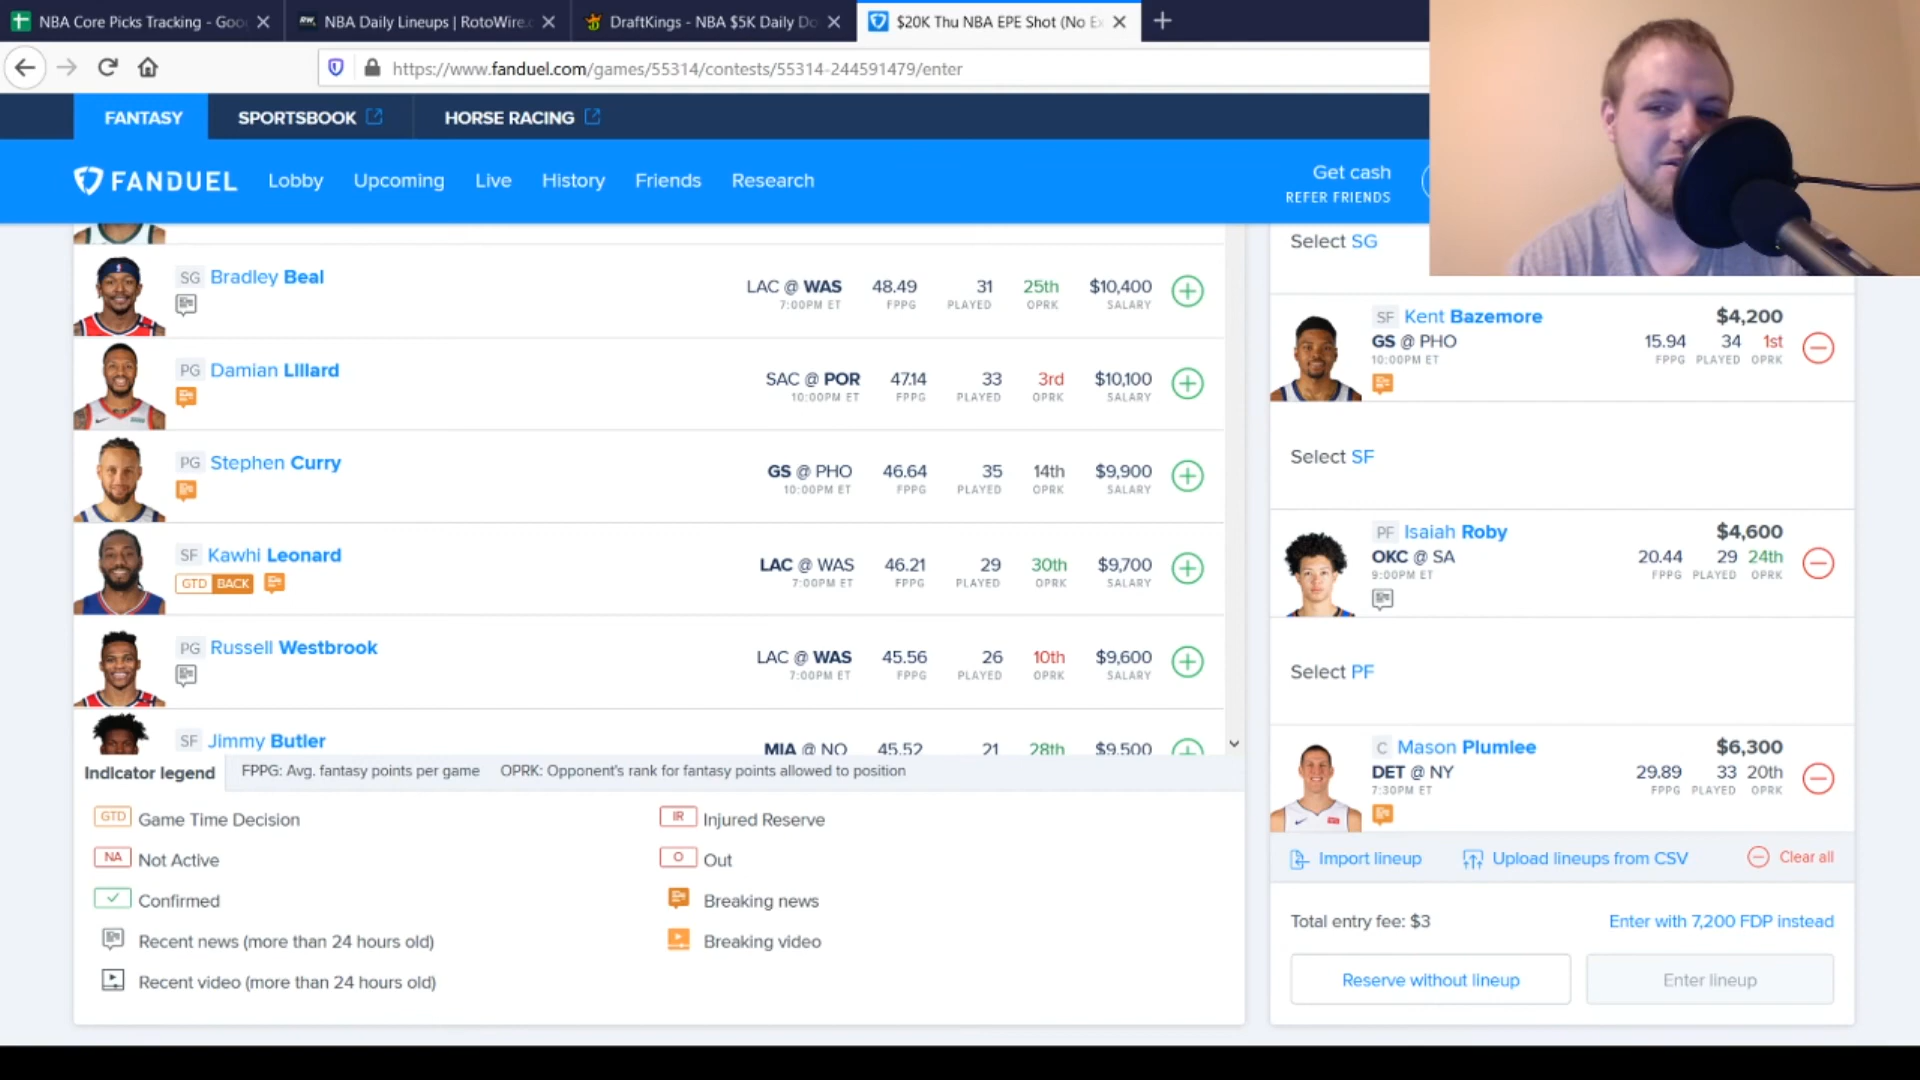 NBA Core Picks Tracking - Goo
NBA Daily Lineups | RotoWire.c
DraftKings - NBA $5K Daily Do
$20K Thu NBA EPE Shot (No Ex
https://www.fanduel.com/games/55314/contests/55314-244591479/enter
FANTASY
SPORTSBOOK
HORSE RACING
FANDUEL
Lobby
Upcoming
Live
History
Friends
Research
Get cash
REFER FRIENDS
SG Bradley Beal
LAC @ WAS 48.49 31 25th $10,400
7:00PM ET FPPG PLAYED OPRK SALARY
PG Damian LIllard
SAC @ POR 47.14 33 3rd $10,100
10:00PM ET FPPG PLAYED OPRK SALARY
PG Stephen Curry
GS @ PHO 46.64 35 14th $9,900
10:00PM ET FPPG PLAYED OPRK SALARY
SF Kawhi Leonard
GTD BACK
LAC @ WAS 46.21 29 30th $9,700
7:00PM ET FPPG PLAYED OPRK SALARY
PG Russell Westbrook
LAC @ WAS 45.56 26 10th $9,600
7:00PM ET FPPG PLAYED OPRK SALARY
SF Jimmy Butler
MIA @ NO 45.52 21 28th $9,500
Indicator legend
FPPG: Avg. fantasy points per game
OPRK: Opponent's rank for fantasy points allowed to position
GTD Game Time Decision
NA Not Active
Confirmed
Recent news (more than 24 hours old)
Recent video (more than 24 hours old)
IR Injured Reserve
O Out
Breaking news
Breaking video
Select SG
SF Kent Bazemore $4,200
GS @ PHO 15.94 34 1st
10:00PM ET FPPG PLAYED OPRK
Select SF
PF Isaiah Roby $4,600
OKC @ SA 20.44 29 24th
9:00PM ET FPPG PLAYED OPRK
Select PF
C Mason Plumlee $6,300
DET @ NY 29.89 33 20th
7:30PM ET FPPG PLAYED OPRK
Import lineup
Upload lineups from CSV
Clear all
Total entry fee: $3
Enter with 7,200 FDP instead
Reserve without lineup
Enter lineup